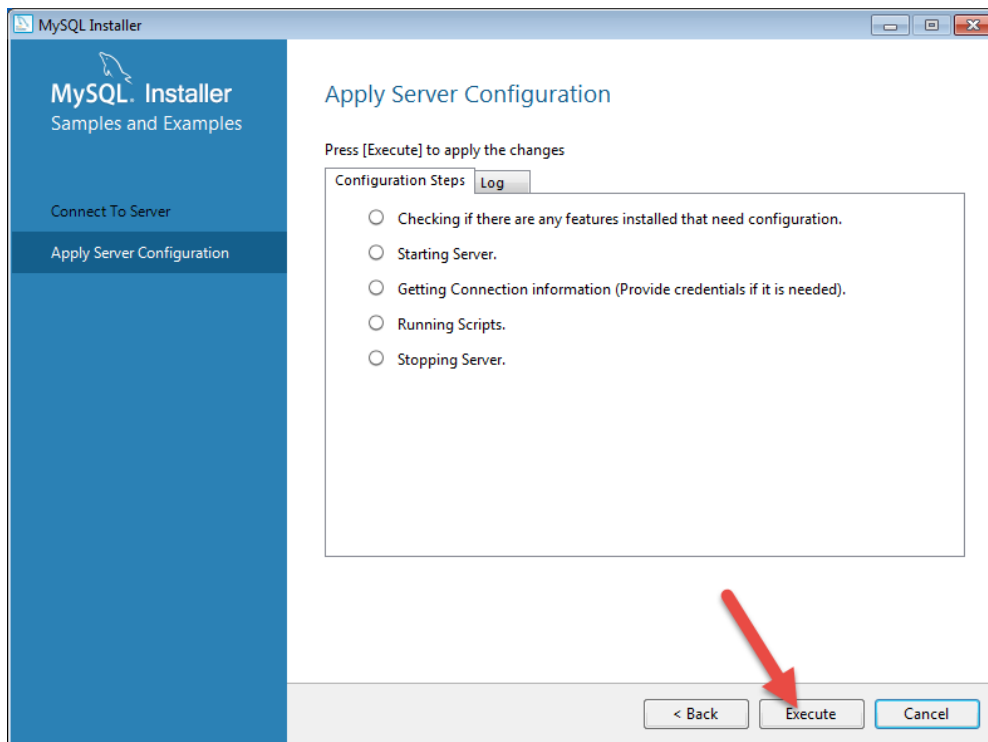 MySQL Installer
MySQL. Installer
Samples and Examples
Connect To Server
Apply Server Configuration
Apply Server Configuration
Press [Execute] to apply the changes
Configuration Steps
Log
Checking if there are any features installed that need configuration.
Starting Server.
Getting Connection information (Provide credentials if it is needed).
Running Scripts.
Stopping Server.
< Back
Execute
Cancel